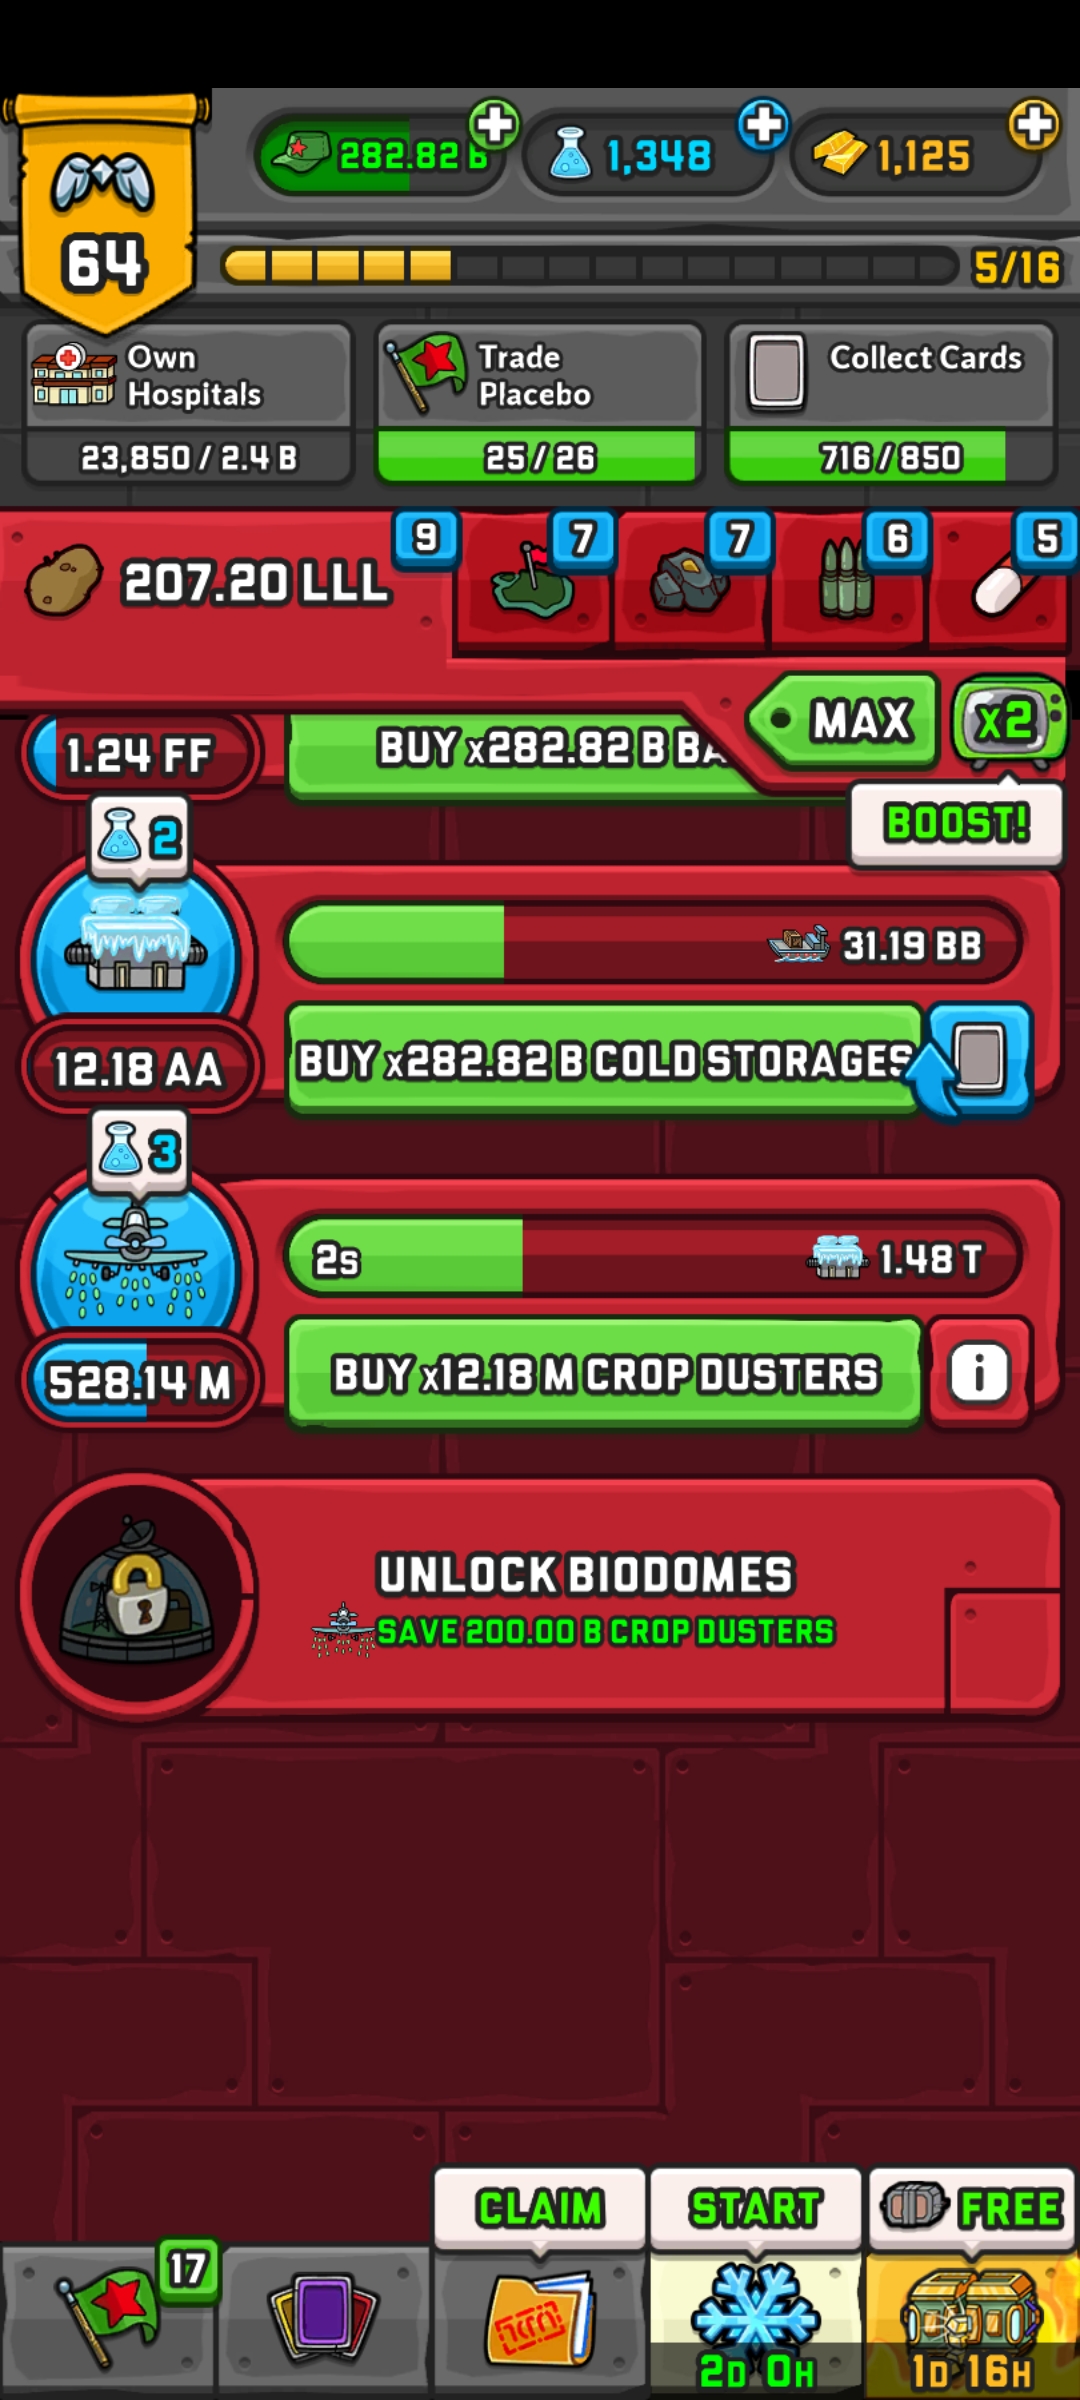 282.82 B
1,348
1,125
64
5/16
Own
Hospitals
23,850 / 2.4 B
Trade
Placebo
25 / 26
Collect Cards
716 / 850
207.20 LLL
9
7
7
6
5
MAX
x2
1.24 FF
BUY x282.82 B BA
BOOST!
2
31.19 BB
12.18 AA
BUY x282.82 B COLD STORAGES
3
2s
1.48 T
528.14 M
BUY x12.18 M CROP DUSTERS
i
UNLOCK BIODOMES
SAVE 200.00 B CROP DUSTERS
CLAIM
START
FREE
17
2D 0H
1D 16H